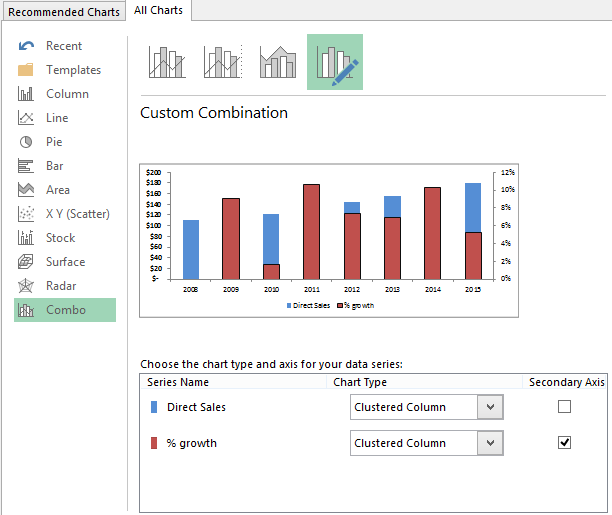 Recommended Charts All Charts
Recent
Templates
Column
Line
Pie
Bar
Area
X Y (Scatter)
Stock
Surface
Radar
Combo
Custom Combination
$200 12%
$180
$160 10%
$140 8%
$120
$100 6%
$80
$60 4%
$40 2%
$20
$- 0%
2008 2009 2010 2011 2012 2013 2014 2015
Direct Sales % growth
Choose the chart type and axis for your data series:
Series Name Chart Type Secondary Axis
Direct Sales Clustered Column
% growth Clustered Column